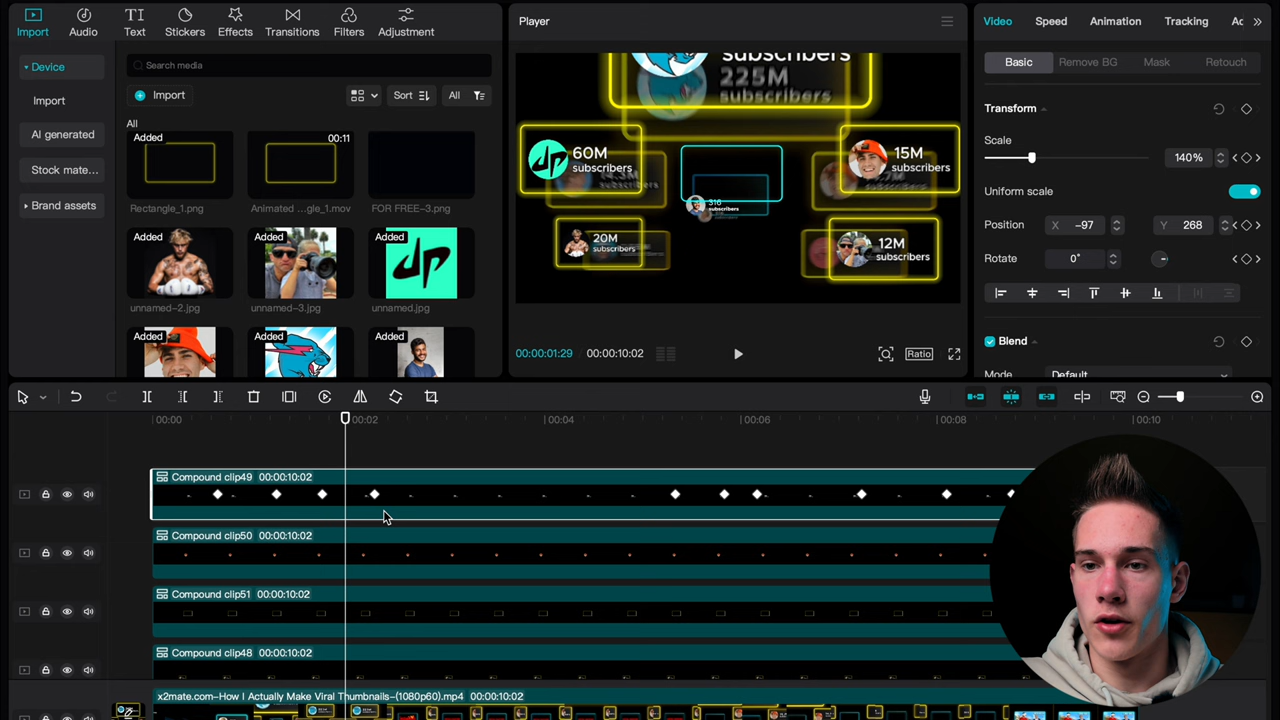 Import Audio Text Stickers Effects Transitions Filters Adjustment
Device
Import
AI generated
Stock mate...
Brand assets
Search media
Import
Sort
All
All
Added
Added
00:11
Rectangle_1.png
Animated ...gle_1.mov
FOR FREE-3.png
Added
Added
Added
unnamed-2.jpg
unnamed-3.jpg
unnamed.jpg
Added
Added
Added
Player
subscribers
225M
subscribers
60M
subscribers
15M
subscribers
316
subscribers
20M
subscribers
12M
subscribers
00:00:01:29
00:00:10:02
Ratio
Video Speed Animation Tracking
Basic Remove BG Mask Retouch
Transform
Scale
140%
Uniform scale
Position
X -97
Y 268
Rotate
0°
Blend
Mode
Default
00:00 00:02 00:04 00:06 00:08 00:10
Compound clip49 00:00:10:02
Compound clip50 00:00:10:02
Compound clip51 00:00:10:02
Compound clip48 00:00:10:02
x2mate.com-How I Actually Make Viral Thumbnails-(1080p60).mp4 00:00:10:02